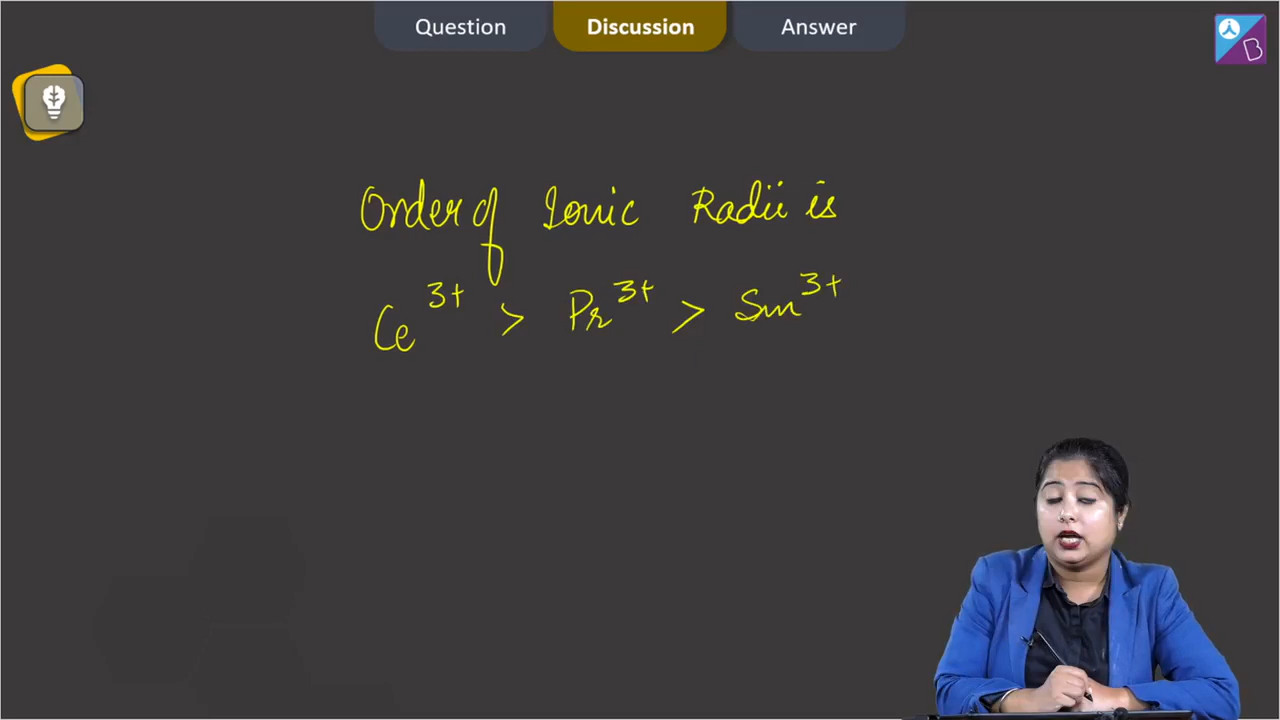 Question Discussion Answer
Order of Ionic Radii is
Ce³⁺ > Pr³⁺ > Sm³⁺